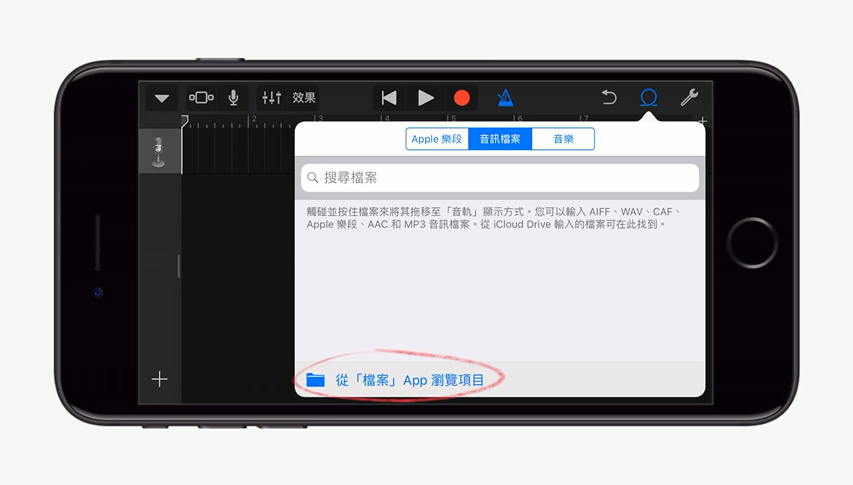 效果
2 3 4 5 6 7
Apple 樂段 音訊檔案 音樂
搜尋檔案
觸碰並按住檔案來將其拖移至「音軌」顯示方式。您可以輸入 AIFF、WAV、CAF、
Apple 樂段、AAC 和 MP3 音訊檔案。從 iCloud Drive 輸入的檔案可在此找到。
從「檔案」App 瀏覽項目